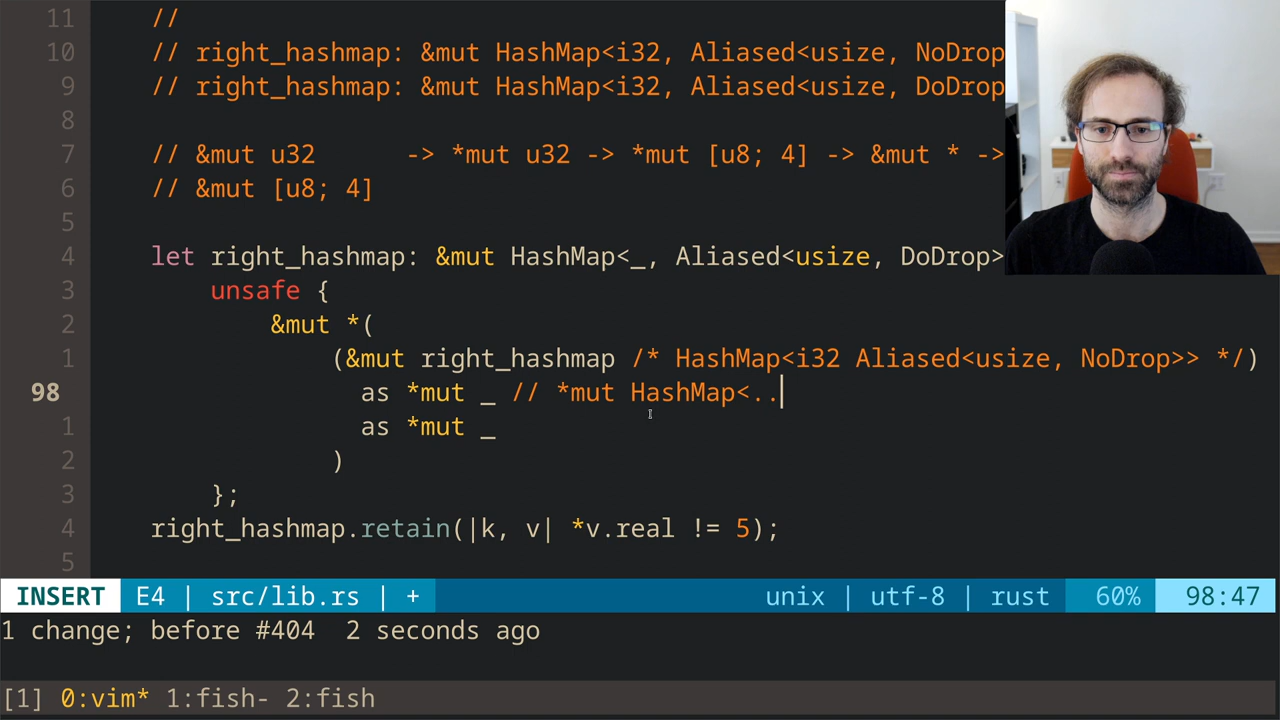 11 //
10 // right_hashmap: &mut HashMap<i32, Aliased<usize, NoDrop
9 // right_hashmap: &mut HashMap<i32, Aliased<usize, DoDrop
8
7 // &mut u32 -> *mut u32 -> *mut [u8; 4] -> &mut * ->
6 // &mut [u8; 4]
5
4 let right_hashmap: &mut HashMap<_, Aliased<usize, DoDrop>
3 unsafe {
2 &mut *(
1 (&mut right_hashmap /* HashMap<i32 Aliased<usize, NoDrop>> */)
98 as *mut _ // *mut HashMap<..
1 as *mut _
2 )
3 };
4 right_hashmap.retain(|k, v| *v.real != 5);
5
INSERT E4 | src/lib.rs | + unix | utf-8 | rust 60% 98:47
1 change; before #404 2 seconds ago
[1] 0:vim* 1:fish- 2:fish